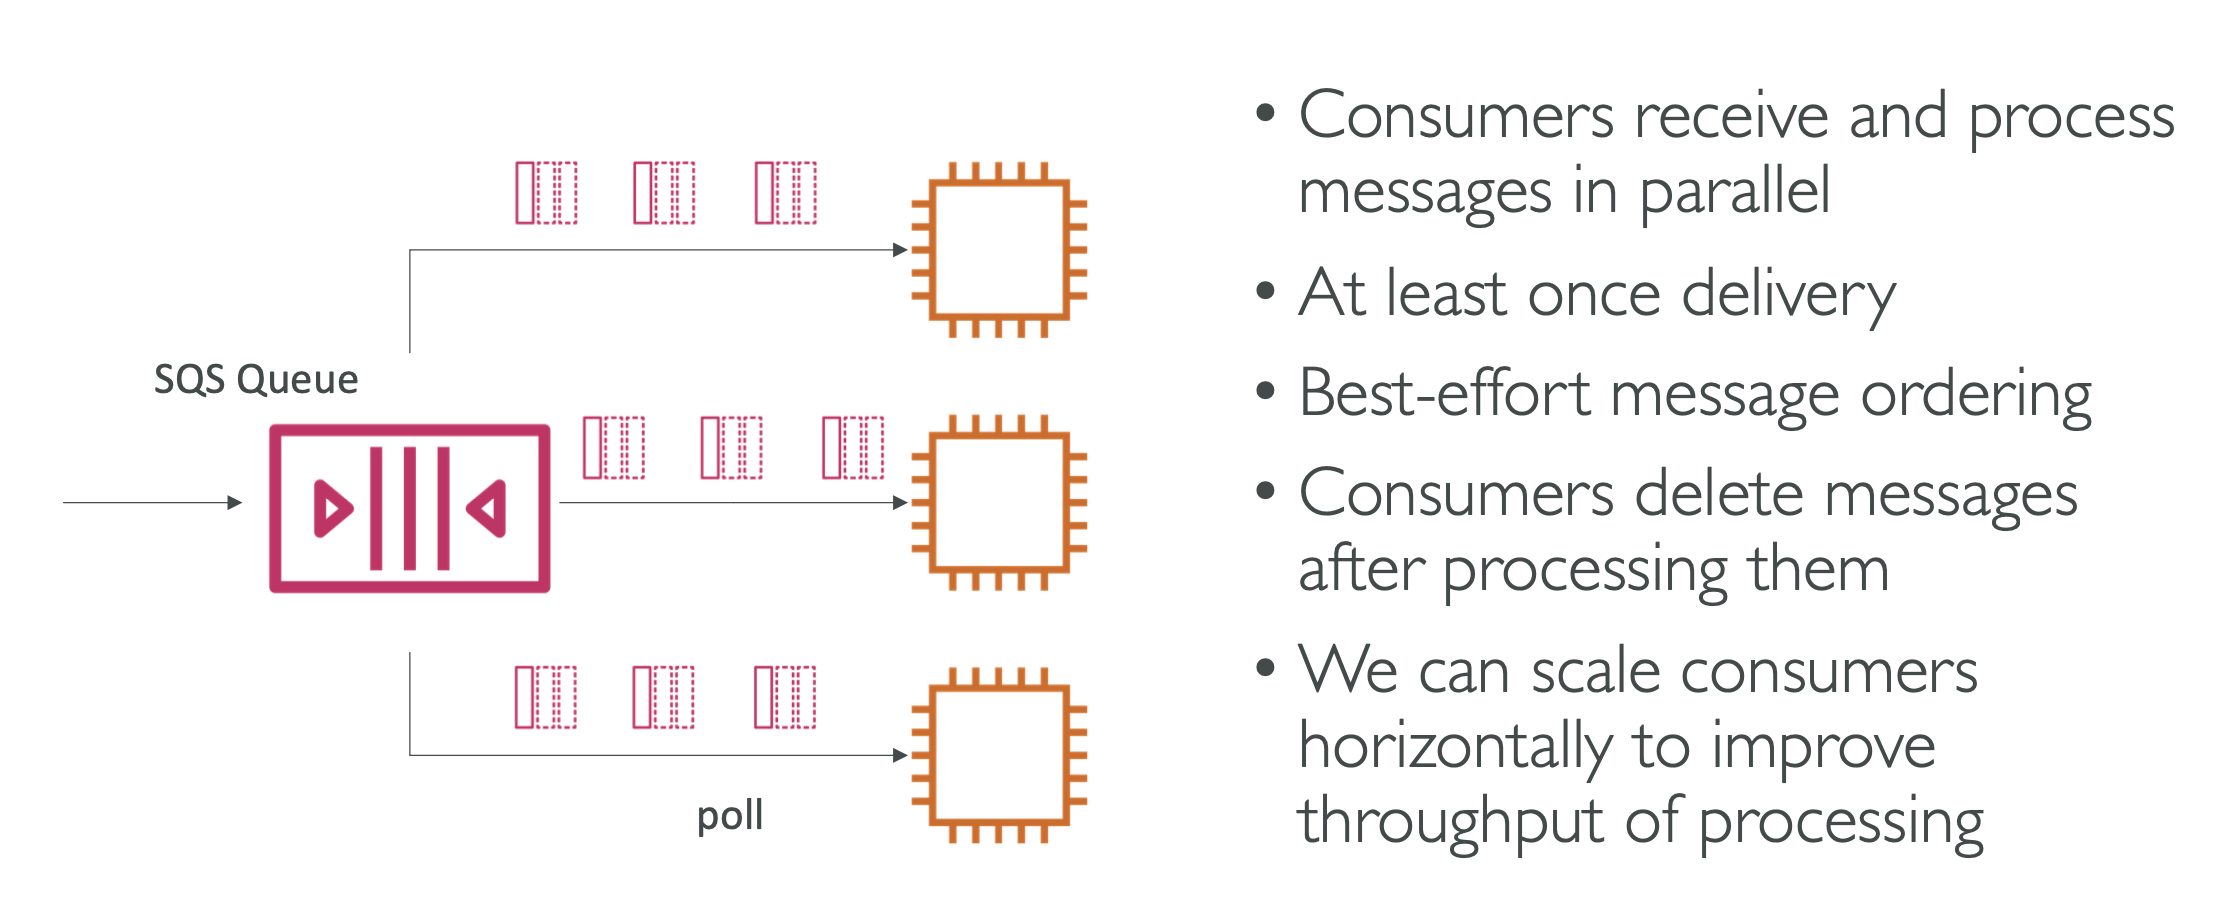 SQS Queue
poll
• Consumers receive and process
messages in parallel
• At least once delivery
• Best-effort message ordering
• Consumers delete messages
after processing them
• We can scale consumers
horizontally to improve
throughput of processing